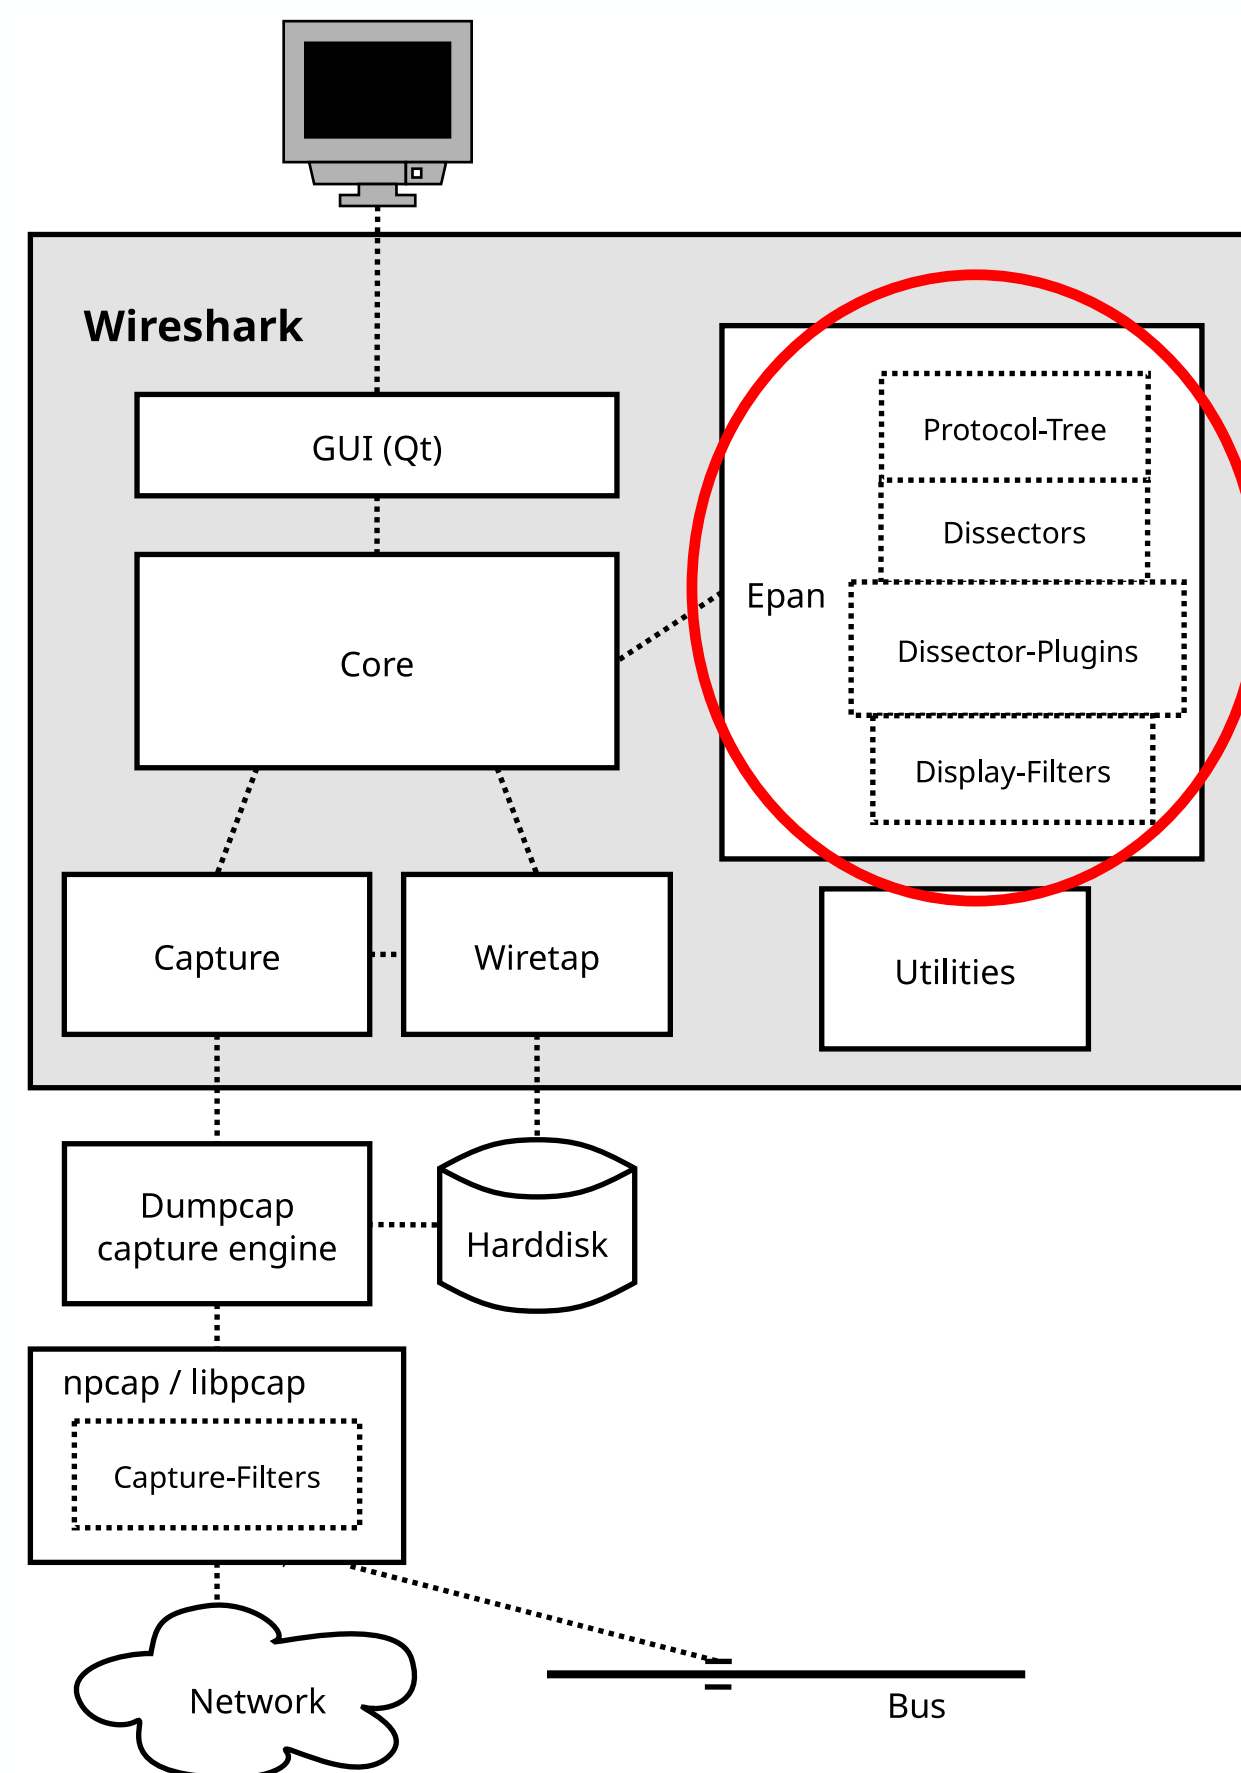 Wireshark
GUI (Qt)
Core
Epan
Protocol-Tree
Dissectors
Dissector-Plugins
Display-Filters
Capture
Wiretap
Utilities
Dumpcap
capture engine
Harddisk
npcap / libpcap
Capture-Filters
Network
Bus